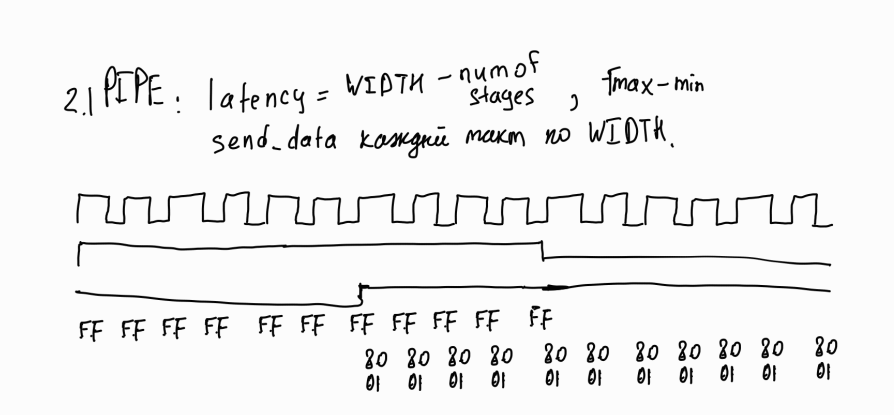 2.1 PIPE: latency = WIDTH - num of stages, Fmax - min
send_data каждый такт по WIDTH.
FF FF FF FF FF FF FF FF FF FF FF
80 80 80 80 80 80 80 80 80 80 80
01 01 01 01 01 01 01 01 01 01 01